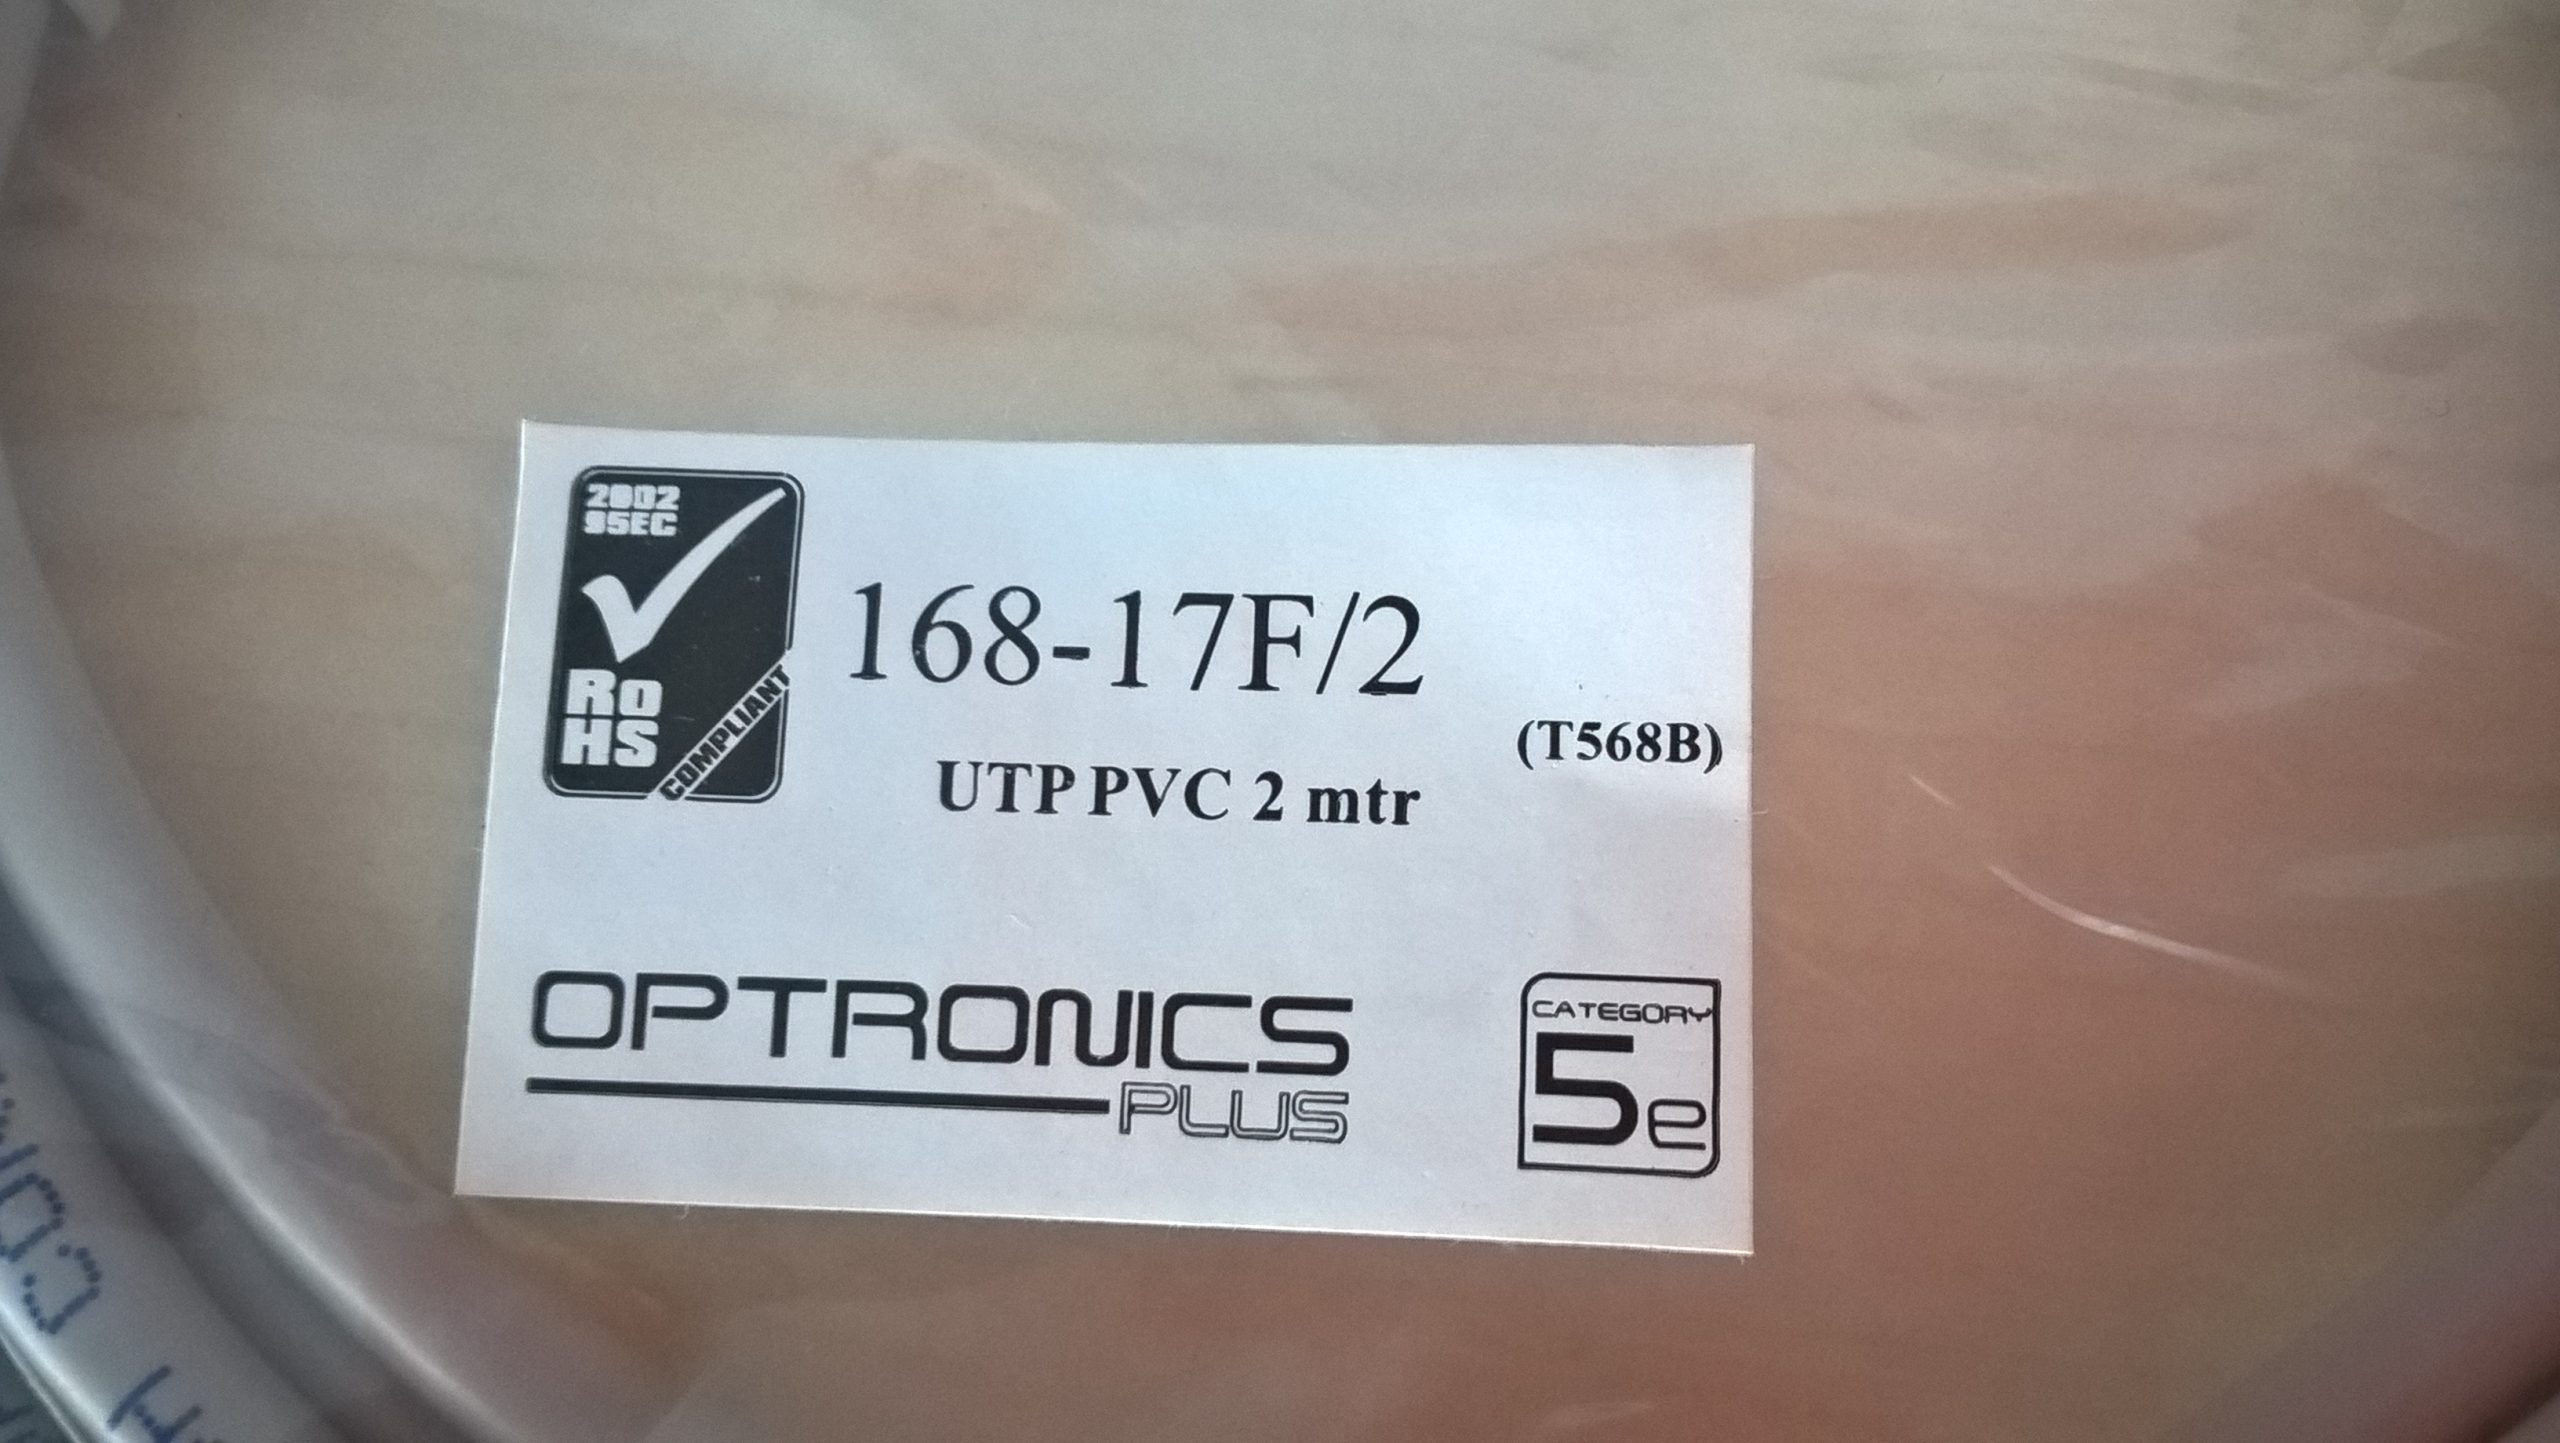 2002
95EC
RoHS
COMPLIANT
168-17F/2
(T568B)
UTP PVC 2 mtr
OPTRONICS
PLUS
CATEGORY
5e